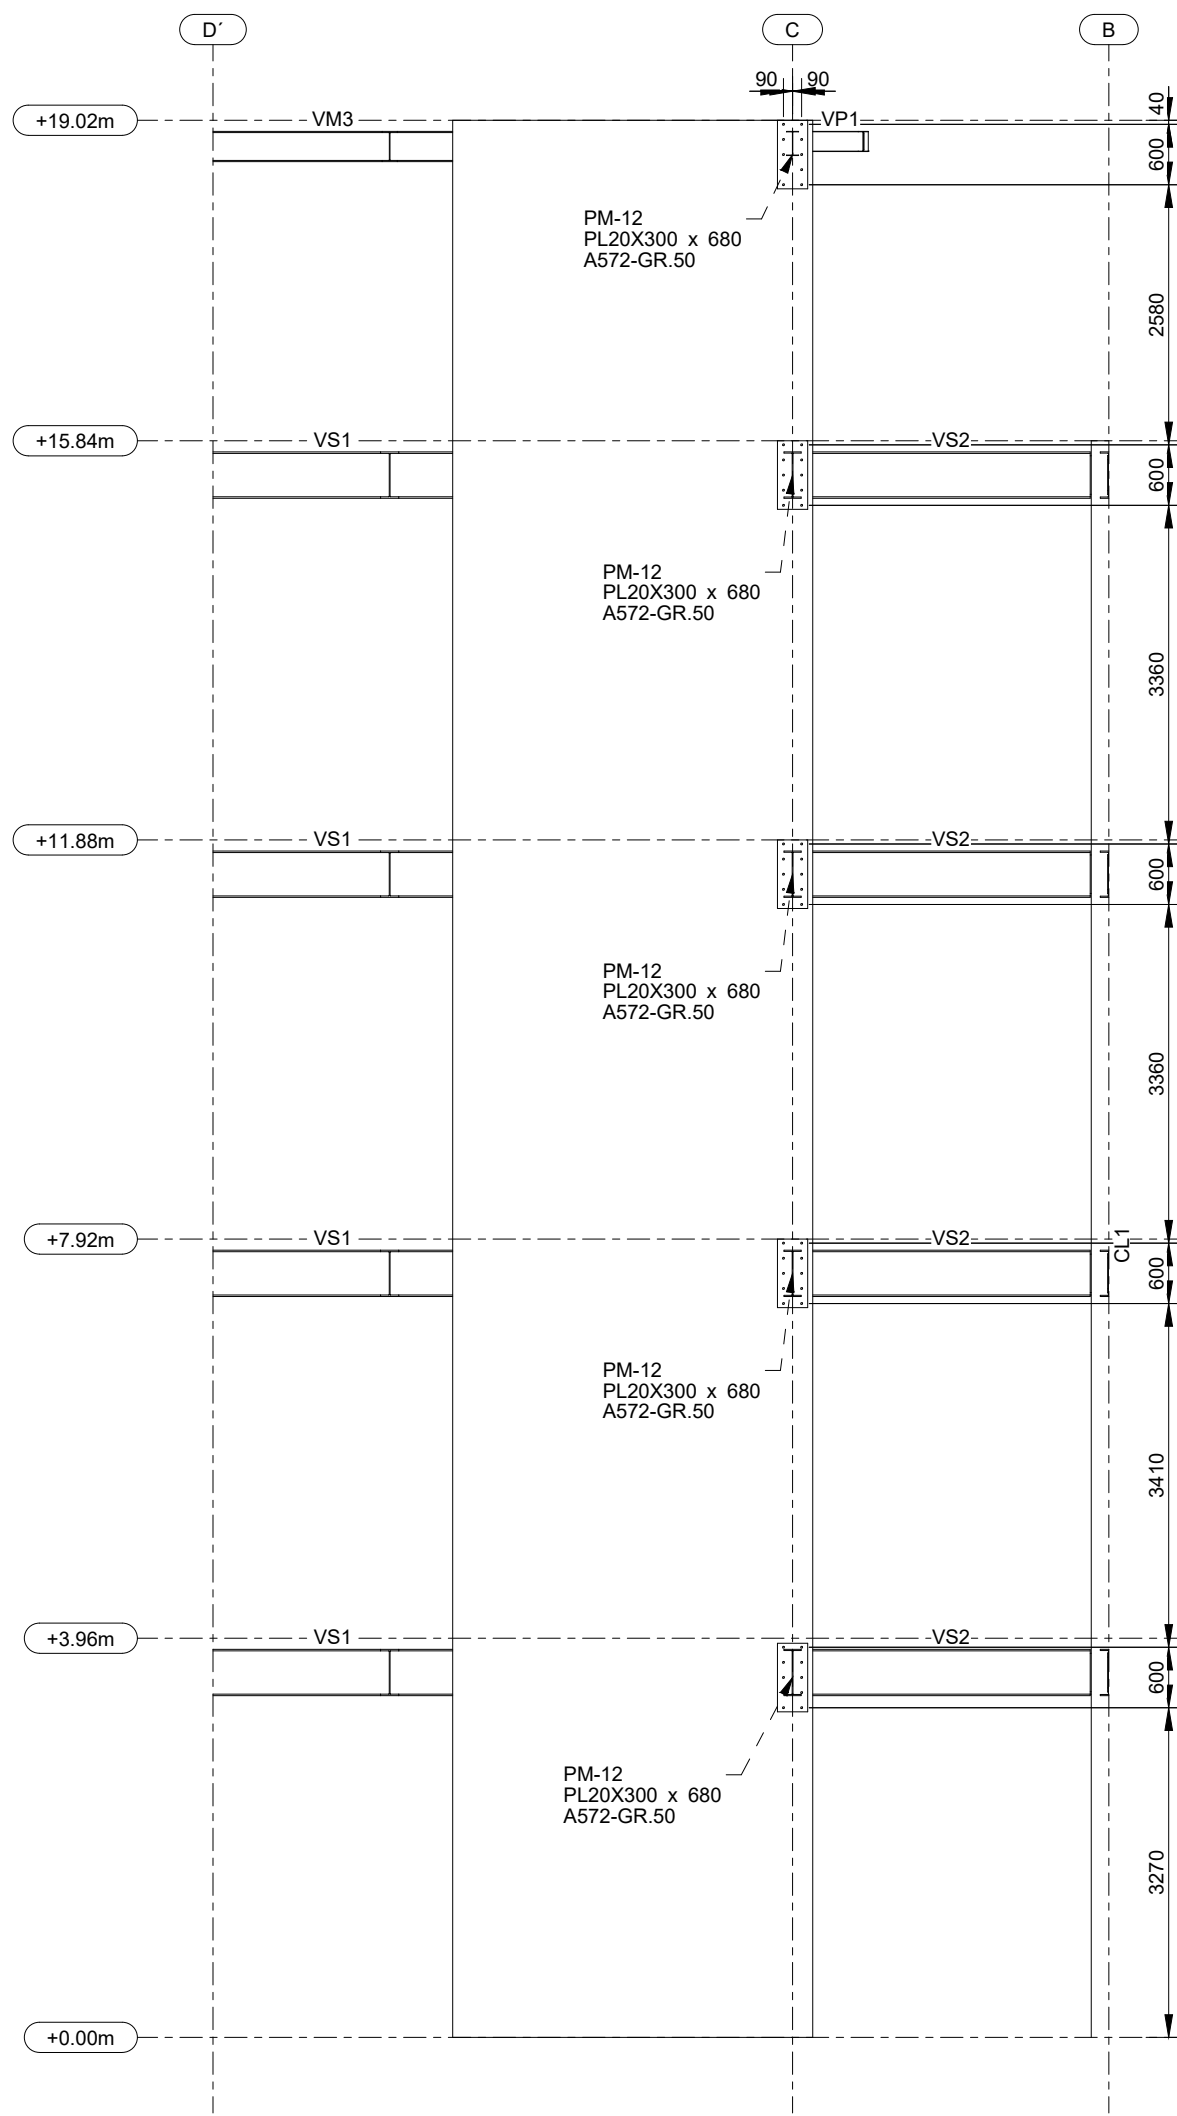 D´
C
B
90
90
40
+19.02m
VM3
VP1
600
PM-12
PL20X300 x 680
A572-GR.50
2580
+15.84m
VS1
VS2
600
PM-12
PL20X300 x 680
A572-GR.50
3360
+11.88m
VS1
VS2
600
PM-12
PL20X300 x 680
A572-GR.50
3360
+7.92m
VS1
VS2
CL1
600
PM-12
PL20X300 x 680
A572-GR.50
3410
+3.96m
VS1
VS2
600
PM-12
PL20X300 x 680
A572-GR.50
3270
+0.00m